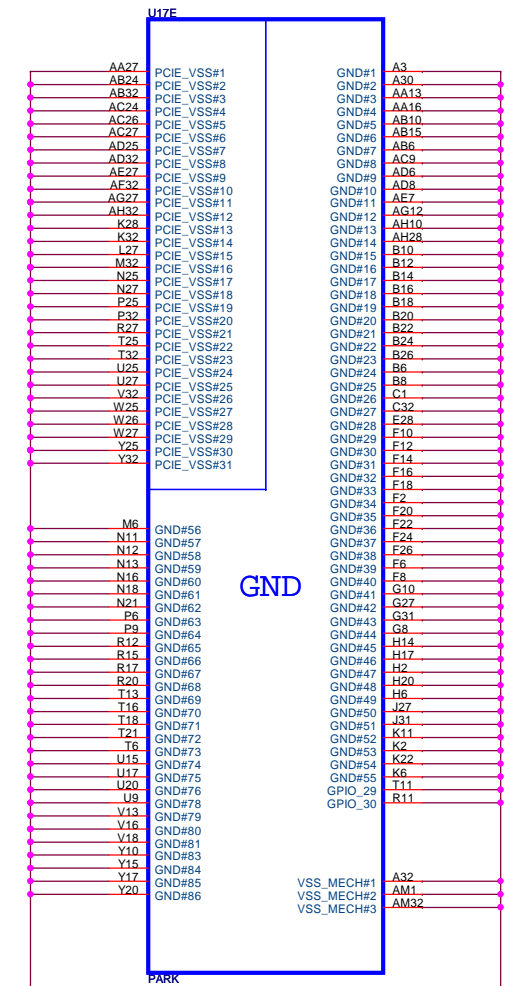 U17E
AA27 PCIE_VSS#1
AB24 PCIE_VSS#2
AB32 PCIE_VSS#3
AC24 PCIE_VSS#4
AC26 PCIE_VSS#5
AC27 PCIE_VSS#6
AD25 PCIE_VSS#7
AD32 PCIE_VSS#8
AE27 PCIE_VSS#9
AF32 PCIE_VSS#10
AG27 PCIE_VSS#11
AH32 PCIE_VSS#12
K28 PCIE_VSS#13
K32 PCIE_VSS#14
L27 PCIE_VSS#15
M32 PCIE_VSS#16
N25 PCIE_VSS#17
N27 PCIE_VSS#18
P25 PCIE_VSS#19
P32 PCIE_VSS#20
R27 PCIE_VSS#21
T25 PCIE_VSS#22
T32 PCIE_VSS#23
U25 PCIE_VSS#24
U27 PCIE_VSS#25
V32 PCIE_VSS#26
W25 PCIE_VSS#27
W26 PCIE_VSS#28
W27 PCIE_VSS#29
Y25 PCIE_VSS#30
Y32 PCIE_VSS#31
M6 GND#56
N11 GND#57
N12 GND#58
N13 GND#59
N16 GND#60
N18 GND#61
N21 GND#62
P6 GND#63
P9 GND#64
R12 GND#65
R15 GND#66
R17 GND#67
R20 GND#68
T13 GND#69
T16 GND#70
T18 GND#71
T21 GND#72
T6 GND#73
U15 GND#74
U17 GND#75
U20 GND#76
U9 GND#78
V13 GND#79
V16 GND#80
V18 GND#81
Y10 GND#83
Y15 GND#84
Y17 GND#85
Y20 GND#86
GND
GND#1 A3
GND#2 A30
GND#3 AA13
GND#4 AA16
GND#5 AB10
GND#6 AB15
GND#7 AB6
GND#8 AC9
GND#9 AD6
GND#10 AD8
GND#11 AE7
GND#12 AG12
GND#13 AH10
GND#14 AH28
GND#15 B10
GND#16 B12
GND#17 B14
GND#18 B16
GND#19 B18
GND#20 B20
GND#21 B22
GND#22 B24
GND#23 B26
GND#24 B6
GND#25 B8
GND#26 C1
GND#27 C32
GND#28 E28
GND#29 F10
GND#30 F12
GND#31 F14
GND#32 F16
GND#33 F18
GND#34 F2
GND#35 F20
GND#36 F22
GND#37 F24
GND#38 F26
GND#39 F6
GND#40 F8
GND#41 G10
GND#42 G27
GND#43 G31
GND#44 G8
GND#45 H14
GND#46 H17
GND#47 H2
GND#48 H20
GND#49 H6
GND#50 J27
GND#51 J31
GND#52 K11
GND#53 K2
GND#54 K22
GND#55 K6
GPIO_29 T11
GPIO_30 R11
VSS_MECH#1 A32
VSS_MECH#2 AM1
VSS_MECH#3 AM32
PARK